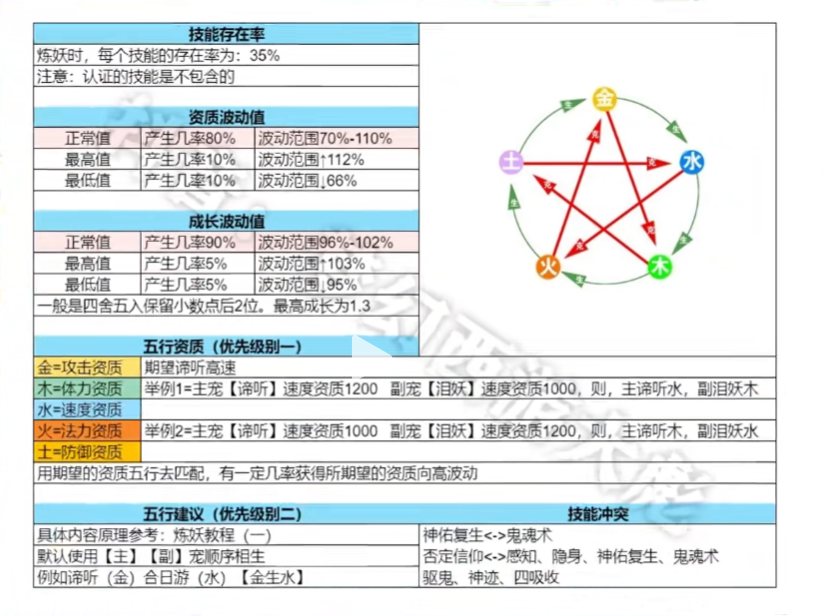 技能存在率
炼妖时，每个技能的存在率为：35%
注意：认证的技能是不包含的
资质波动值
正常值 产生几率80% 波动范围70%-110%
最高值 产生几率10% 波动范围↑112%
最低值 产生几率10% 波动范围↓66%
成长波动值
正常值 产生几率90% 波动范围96%-102%
最高值 产生几率5% 波动范围↑103%
最低值 产生几率5% 波动范围↓95%
一般是四舍五入保留小数点后2位。最高成长为1.3
金
生
生
克
克
土
克
水
生
克
克
生
火
木
生
五行资质（优先级别一）
金=攻击资质 期望谛听高速
木=体力资质 举例1=主宠【谛听】速度资质1200 副宠【泪妖】速度资质1000，则，主谛听水，副泪妖木
水=速度资质
火=法力资质 举例2=主宠【谛听】速度资质1000 副宠【泪妖】速度资质1200，则，主谛听木，副泪妖水
土=防御资质
用期望的资质五行去匹配，有一定几率获得所期望的资质向高波动
五行建议（优先级别二）
具体内容原理参考：炼妖教程（一）
默认使用【主】【副】宠顺序相生
例如谛听（金）合日游（水）【金生水】
技能冲突
神佑复生<->鬼魂术
否定信仰<->感知、隐身、神佑复生、鬼魂术
驱鬼、神迹、四吸收